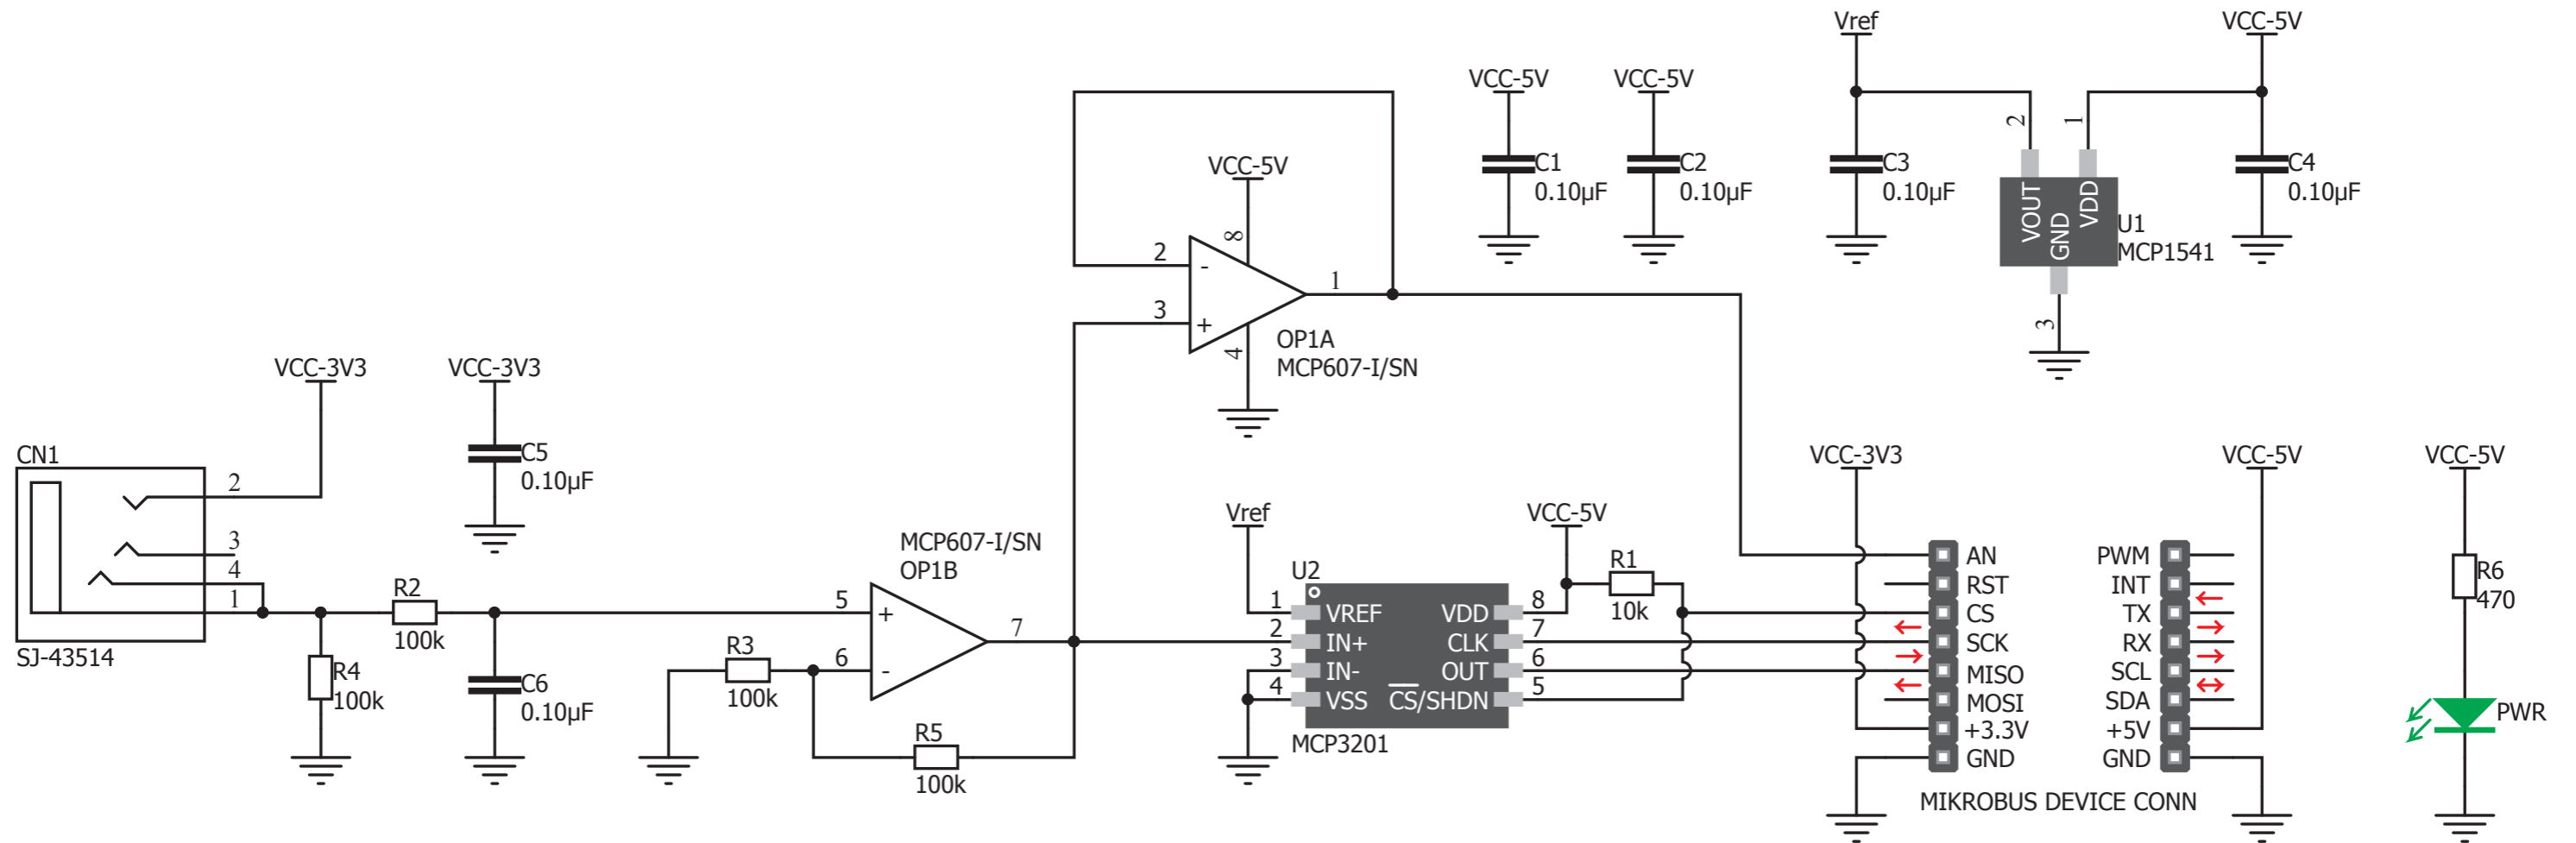 Vref
VCC-5V
VCC-5V
VCC-5V
C1
0.10µF
C2
0.10µF
2
1
C3
0.10µF
C4
0.10µF
VOUT
GND
VDD
U1
MCP1541
3
VCC-5V
8
2
-
1
3
+
4
OP1A
MCP607-I/SN
VCC-3V3
VCC-3V3
C5
0.10µF
CN1
2
3
4
1
SJ-43514
R2
100k
R4
100k
C6
0.10µF
MCP607-I/SN
OP1B
5
+
7
6
-
R3
100k
R5
100k
Vref
VCC-5V
U2
R1
10k
1
VREF
VDD
8
2
IN+
CLK
7
3
IN-
OUT
6
4
VSS
CS/SHDN
5
MCP3201
VCC-3V3
VCC-5V
AN
PWM
RST
INT
CS
TX
SCK
RX
MISO
SCL
MOSI
SDA
+3.3V
+5V
GND
GND
MIKROBUS DEVICE CONN
VCC-5V
R6
470
PWR